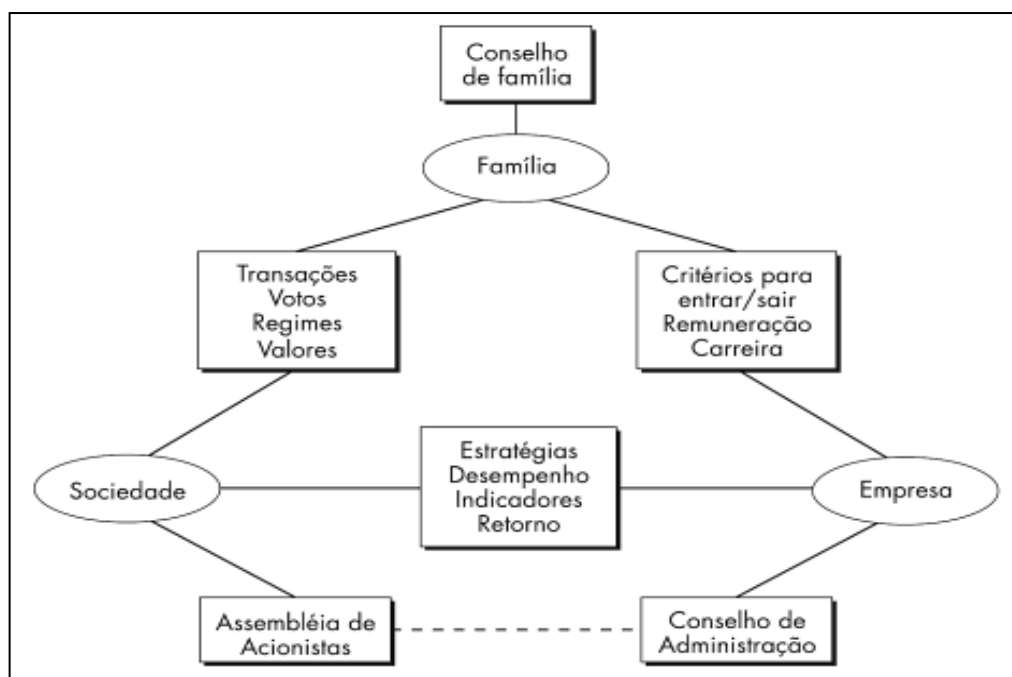 Conselho
de família
Família
Transações
Votos
Regimes
Valores
Critérios para
entrar/sair
Remuneração
Carreira
Estratégias
Desempenho
Indicadores
Retorno
Sociedade
Empresa
Assembléia de
Acionistas
Conselho de
Administração